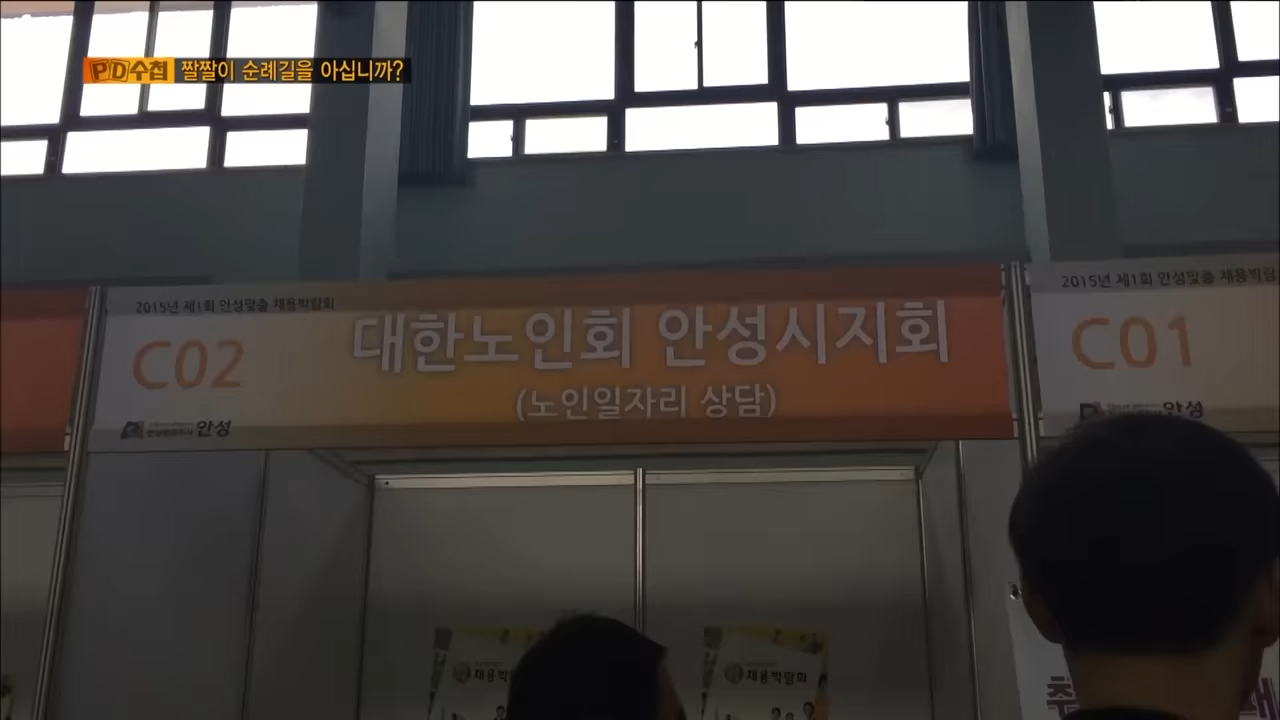 PD수첩 짤짤이 순례길을 아십니까?
2015년 제1회 안성맞춤 채용박람회
C02
대한노인회 안성시지회
(노인일자리 상담)
안성
2015년 제1회 안성맞춤 채용박람
C01
안성
채용박람회
채용박람회